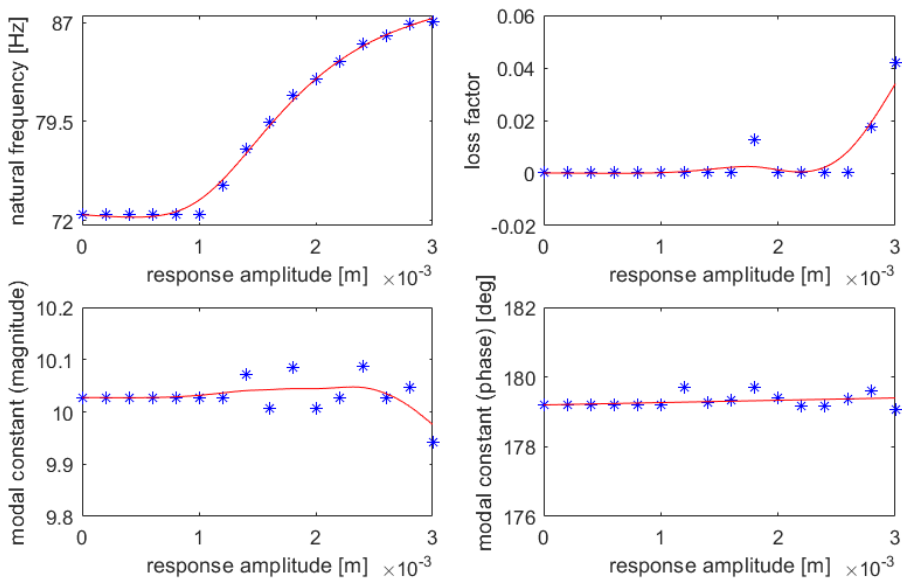 natural frequency [Hz]
87
79.5
72
0 1 2 3
response amplitude [m] ×10-3
loss factor
0.06
0.04
0.02
0
-0.02
0 1 2 3
response amplitude [m] ×10-3
modal constant (magnitude)
10.2
10.1
10
9.9
9.8
0 1 2 3
response amplitude [m] ×10-3
modal constant (phase) [deg]
182
180
178
176
0 1 2 3
response amplitude [m] ×10-3